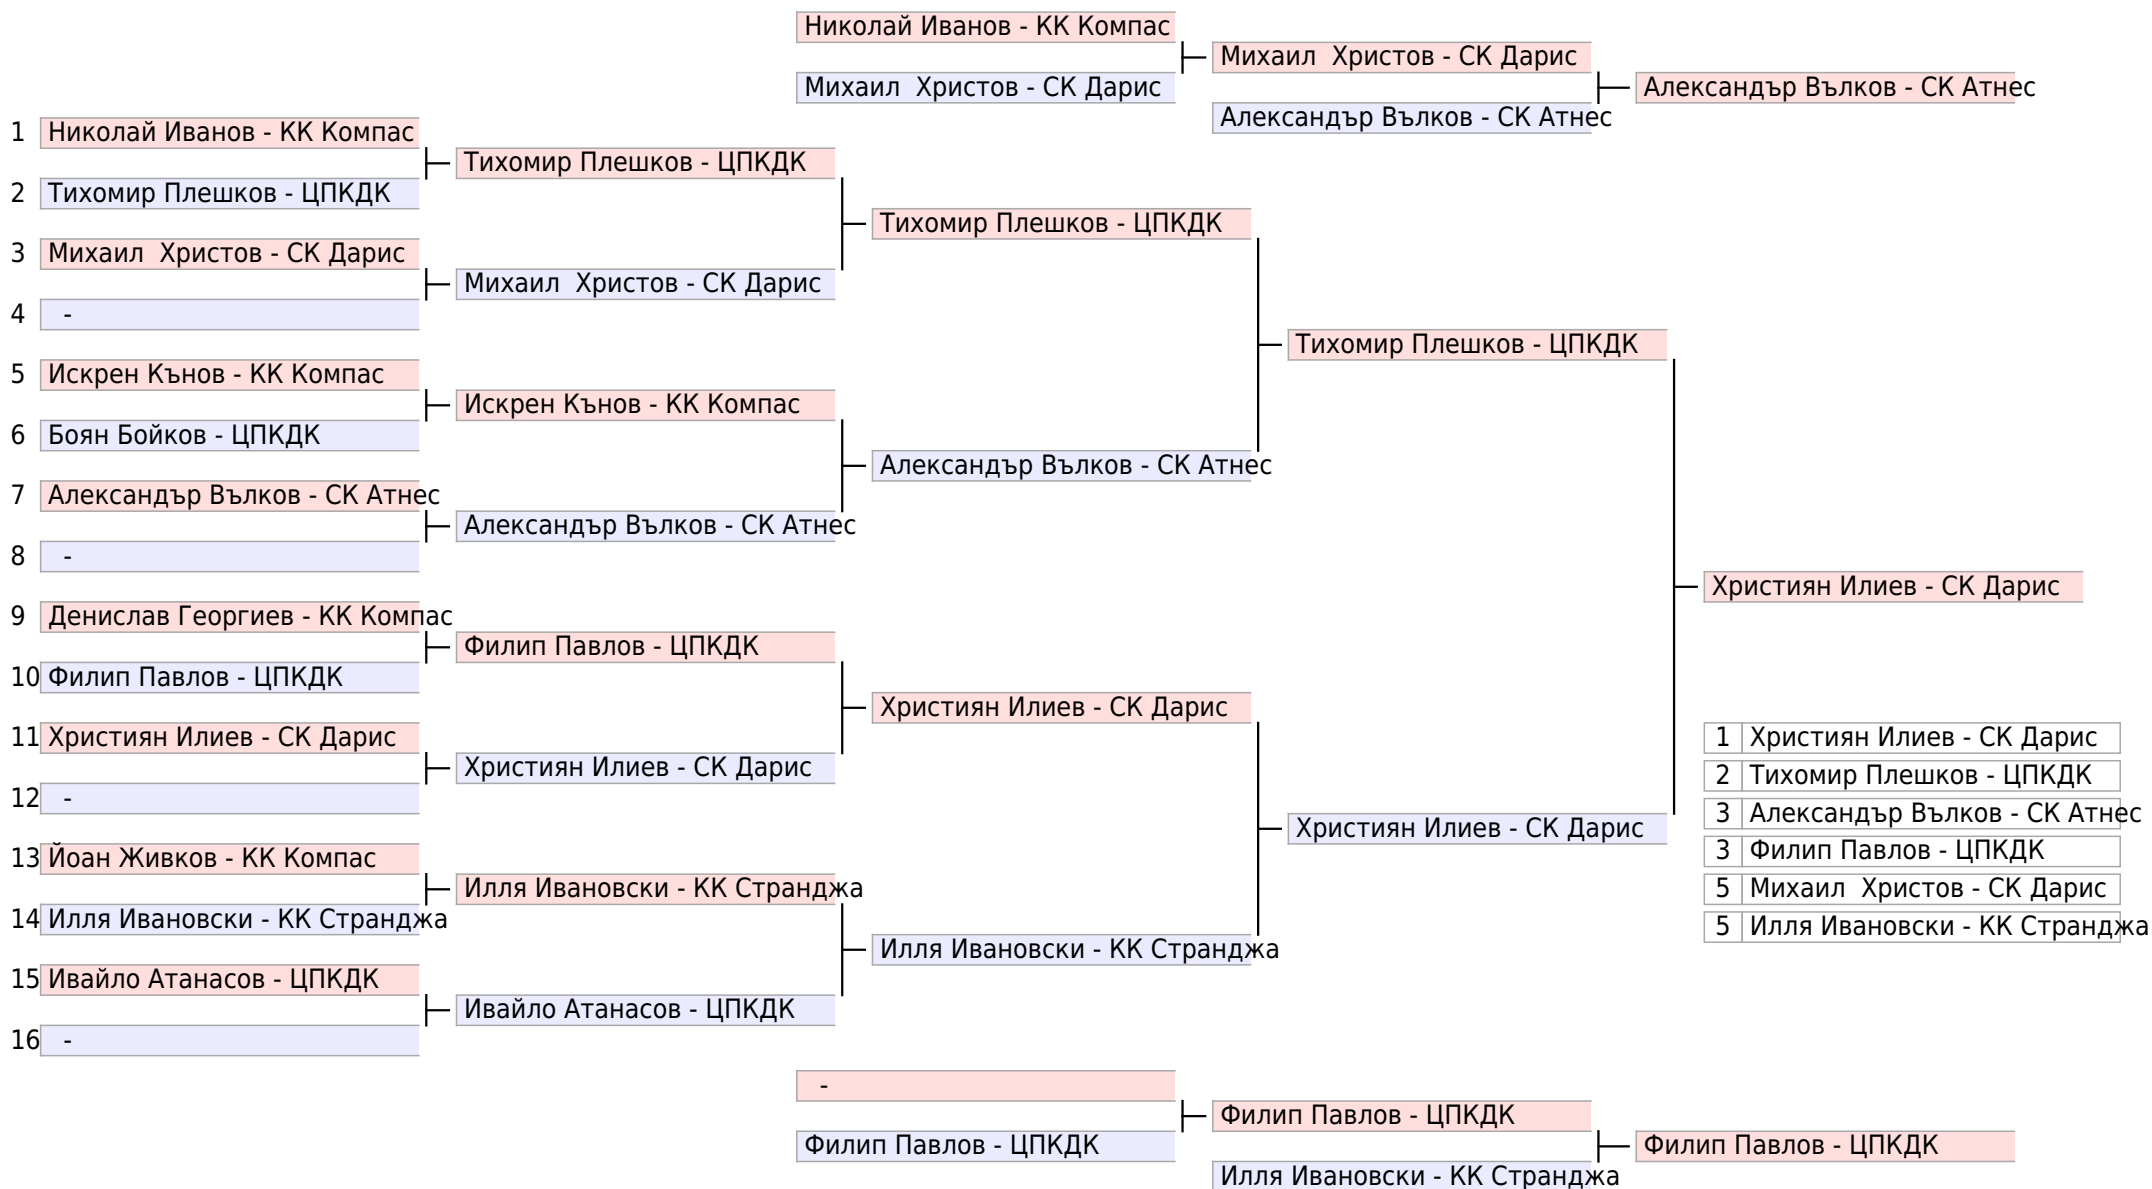 Николай Иванов - КК Компас
Михаил  Христов - СК Дарис
Михаил  Христов - СК Дарис
Александър Вълков - СК Атнес
Александър Вълков - СК Атнес
1 Николай Иванов - КК Компас
Тихомир Плешков - ЦПКДК
2 Тихомир Плешков - ЦПКДК
Тихомир Плешков - ЦПКДК
3 Михаил  Христов - СК Дарис
Михаил  Христов - СК Дарис
4 -
Тихомир Плешков - ЦПКДК
5 Искрен Кънов - КК Компас
Искрен Кънов - КК Компас
6 Боян Бойков - ЦПКДК
Александър Вълков - СК Атнес
7 Александър Вълков - СК Атнес
Александър Вълков - СК Атнес
8 -
Християн Илиев - СК Дарис
9 Денислав Георгиев - КК Компас
Филип Павлов - ЦПКДК
10 Филип Павлов - ЦПКДК
Християн Илиев - СК Дарис
11 Християн Илиев - СК Дарис
Християн Илиев - СК Дарис
12 -
Християн Илиев - СК Дарис
13 Йоан Живков - КК Компас
Илля Ивановски - КК Странджа
14 Илля Ивановски - КК Странджа
Илля Ивановски - КК Странджа
15 Ивайло Атанасов - ЦПКДК
Ивайло Атанасов - ЦПКДК
16 -
1 Християн Илиев - СК Дарис
2 Тихомир Плешков - ЦПКДК
3 Александър Вълков - СК Атнес
3 Филип Павлов - ЦПКДК
5 Михаил  Христов - СК Дарис
5 Илля Ивановски - КК Странджа
-
Филип Павлов - ЦПКДК
Филип Павлов - ЦПКДК
Филип Павлов - ЦПКДК
Илля Ивановски - КК Странджа